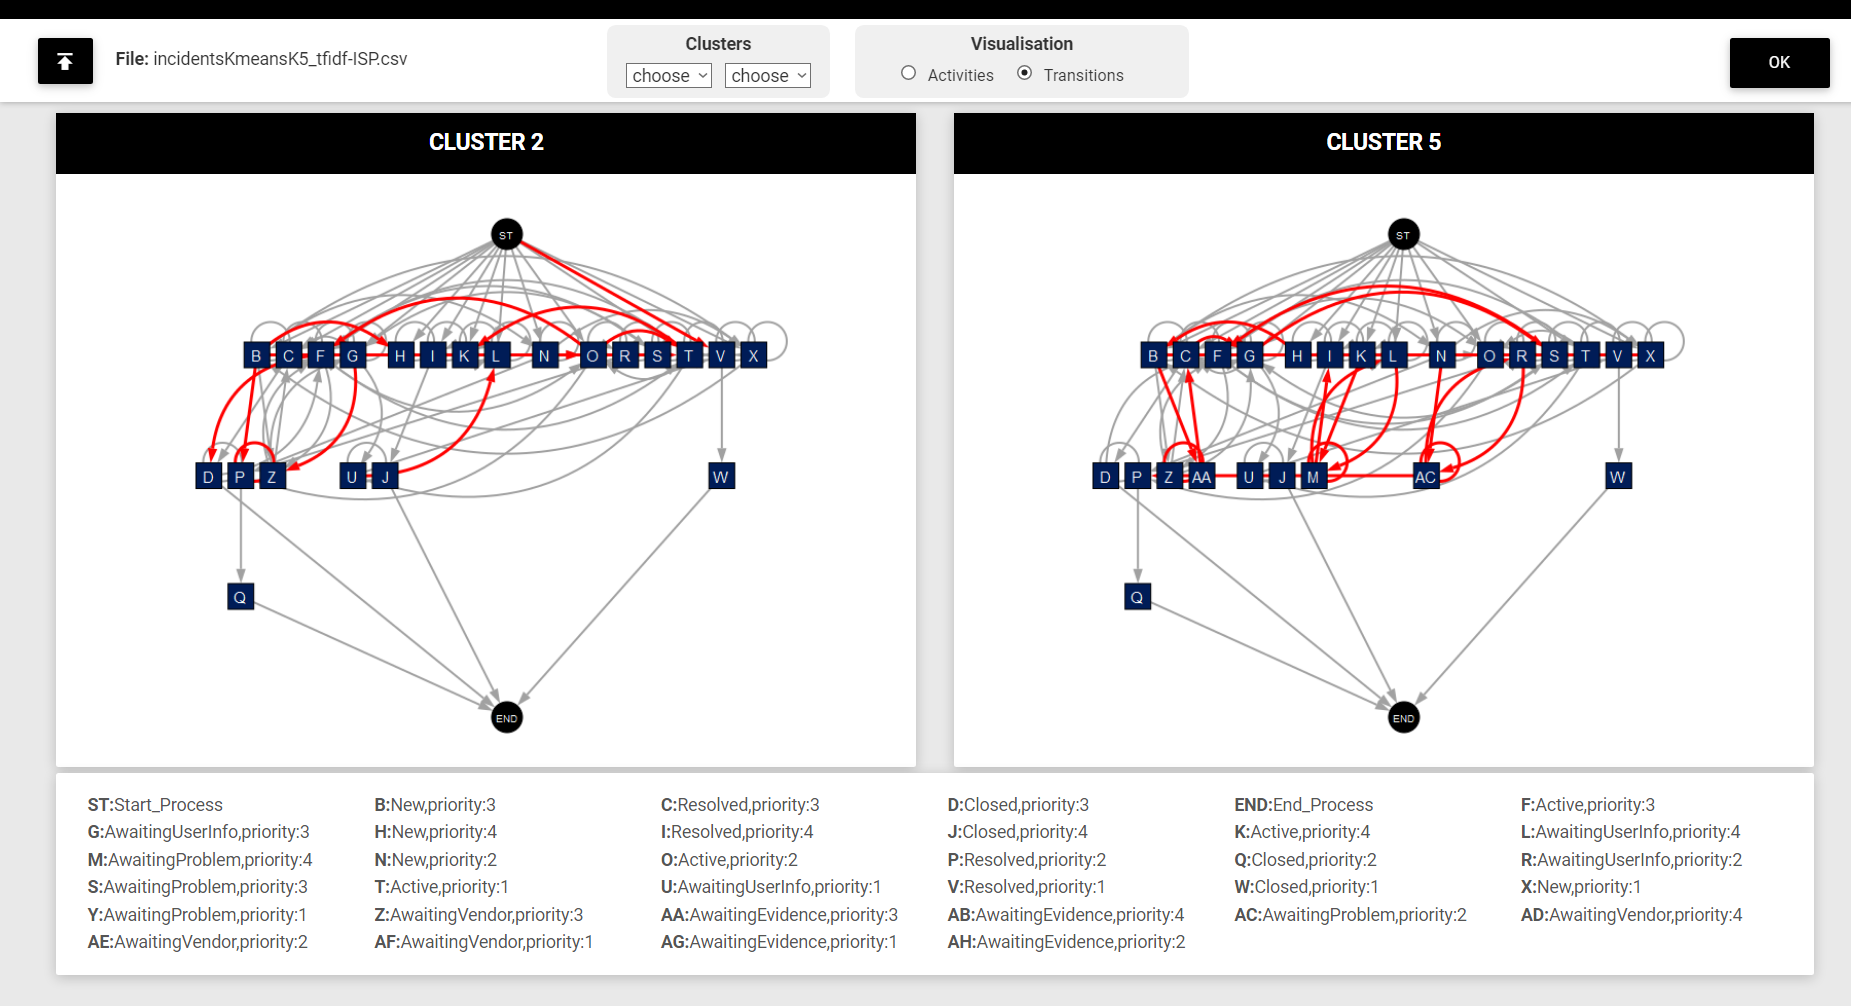 File: incidentsKmeansK5_tfidf-ISP.csv
Clusters
choose choose
Visualisation
Activities Transitions
OK
CLUSTER 2
ST
B C F G H I K L N O R S T V X
D P Z U J W
Q
END
CLUSTER 5
ST
B C F G H I K L N O R S T V X
D P Z AA U J M AC W
Q
END
ST:Start_Process B:New,priority:3 C:Resolved,priority:3 D:Closed,priority:3 END:End_Process F:Active,priority:3
G:AwaitingUserInfo,priority:3 H:New,priority:4 I:Resolved,priority:4 J:Closed,priority:4 K:Active,priority:4 L:AwaitingUserInfo,priority:4
M:AwaitingProblem,priority:4 N:New,priority:2 O:Active,priority:2 P:Resolved,priority:2 Q:Closed,priority:2 R:AwaitingUserInfo,priority:2
S:AwaitingProblem,priority:3 T:Active,priority:1 U:AwaitingUserInfo,priority:1 V:Resolved,priority:1 W:Closed,priority:1 X:New,priority:1
Y:AwaitingProblem,priority:1 Z:AwaitingVendor,priority:3 AA:AwaitingEvidence,priority:3 AB:AwaitingEvidence,priority:4 AC:AwaitingProblem,priority:2 AD:AwaitingVendor,priority:4
AE:AwaitingVendor,priority:2 AF:AwaitingVendor,priority:1 AG:AwaitingEvidence,priority:1 AH:AwaitingEvidence,priority:2